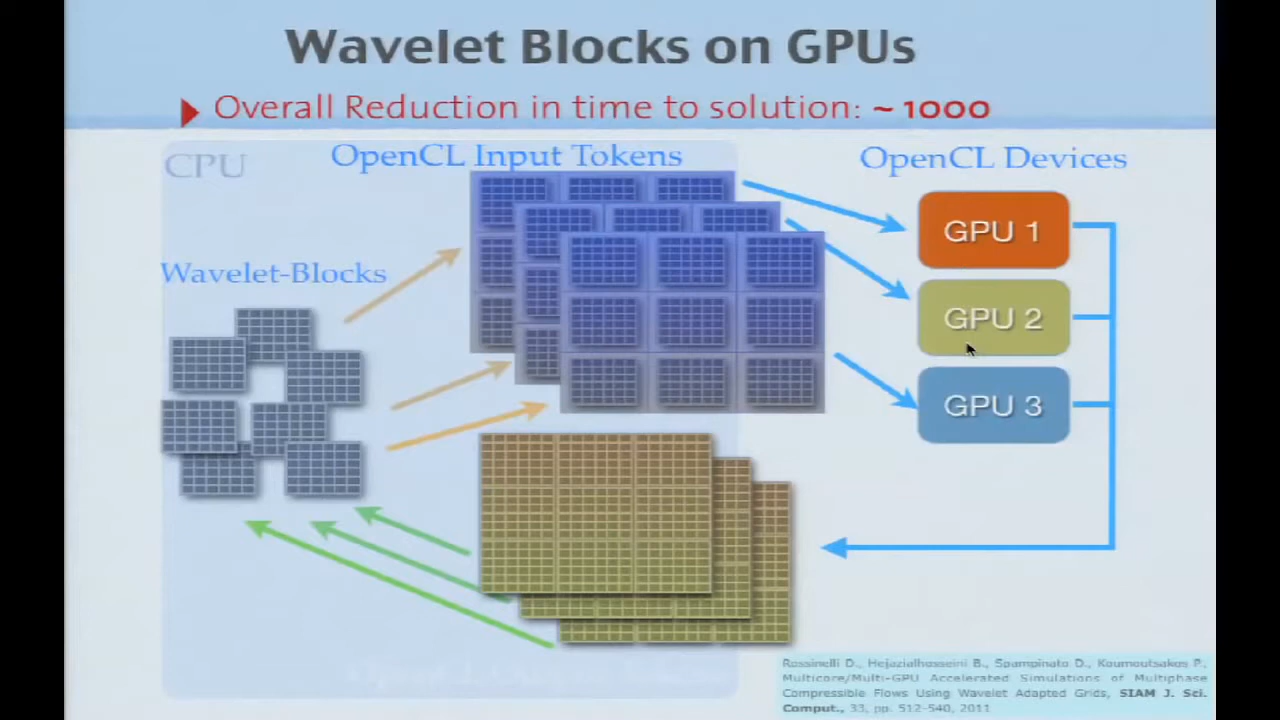 Wavelet Blocks on GPUs
Overall Reduction in time to solution: ~ 1000
CPU
OpenCL Input Tokens
OpenCL Devices
GPU 1
Wavelet-Blocks
GPU 2
GPU 3
Rossinelli D., Hejazialhosseini B., Spampinato D., Koumoutsakos P.,
Multicore/Multi-GPU Accelerated Simulations of Multiphase
Compressible Flows Using Wavelet Adapted Grids, SIAM J. Sci.
Comput., 33, pp. 512-540, 2011